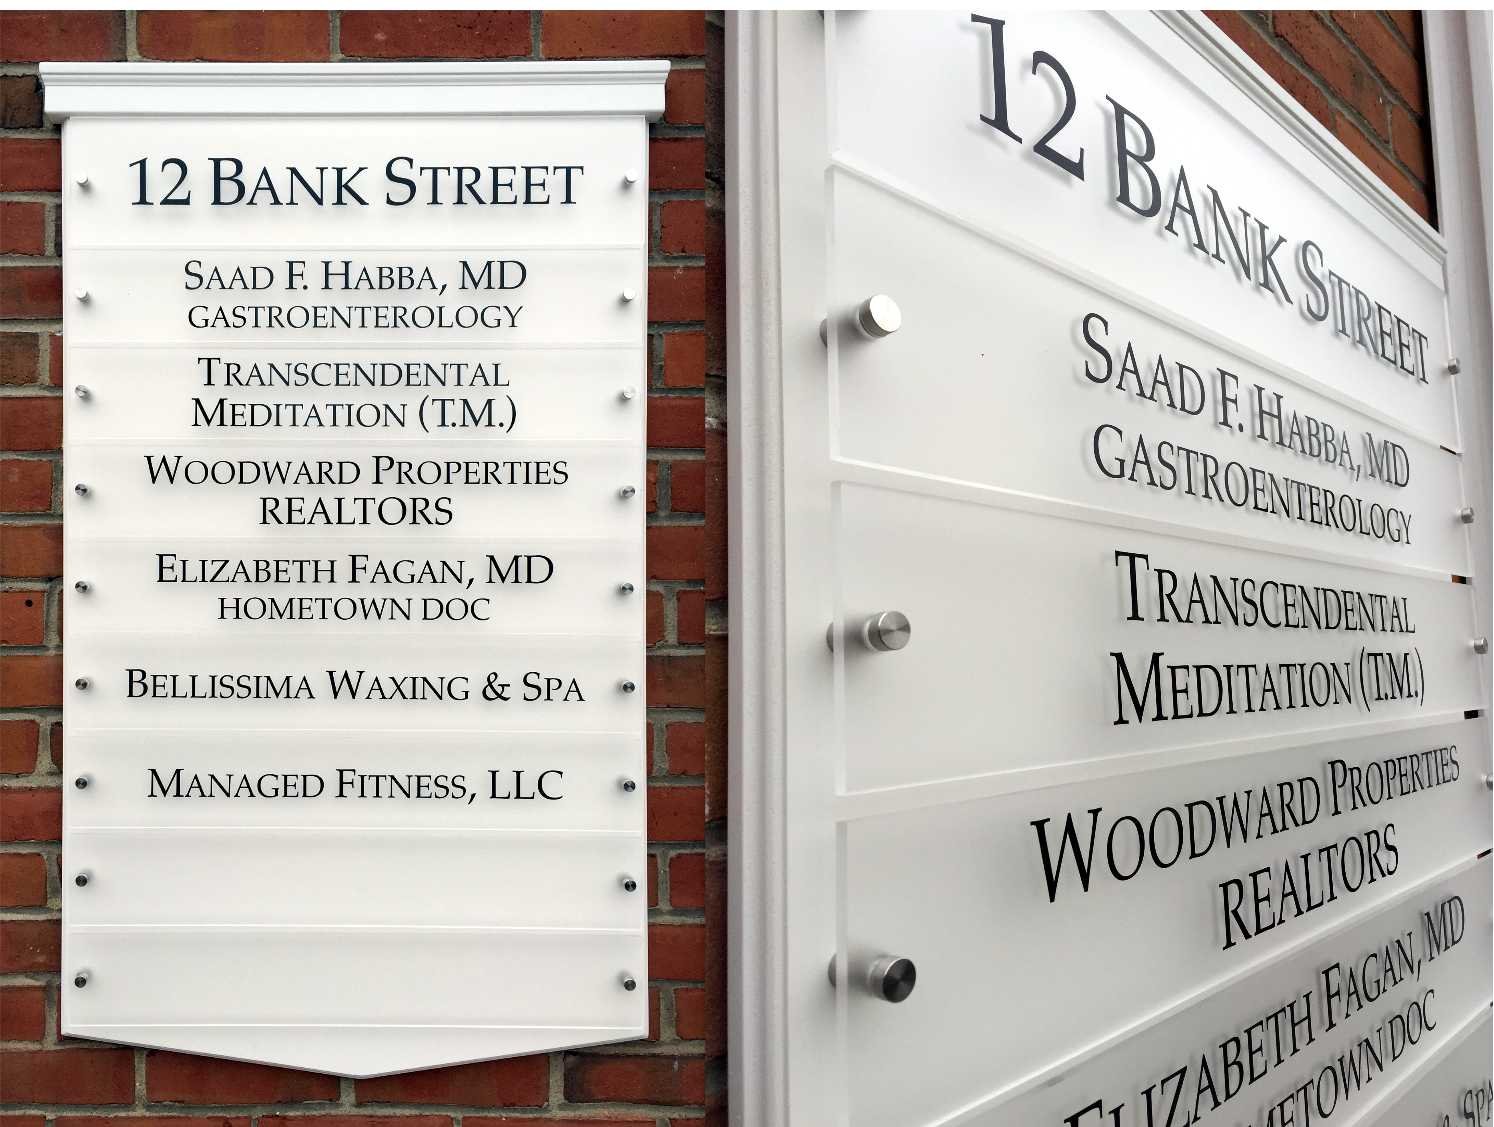 12 BANK STREET
SAAD F. HABBA, MD
GASTROENTEROLOGY
TRANSCENDENTAL
MEDITATION (T.M.)
WOODWARD PROPERTIES
REALTORS
ELIZABETH FAGAN, MD
HOMETOWN DOC
BELLISSIMA WAXING & SPA
MANAGED FITNESS, LLC
12 BANK STREET
SAAD F. HABBA, MD
GASTROENTEROLOGY
TRANSCENDENTAL
MEDITATION (T.M.)
WOODWARD PROPERTIES
REALTORS
ELIZABETH FAGAN, MD
HOMETOWN DOC
& SPA